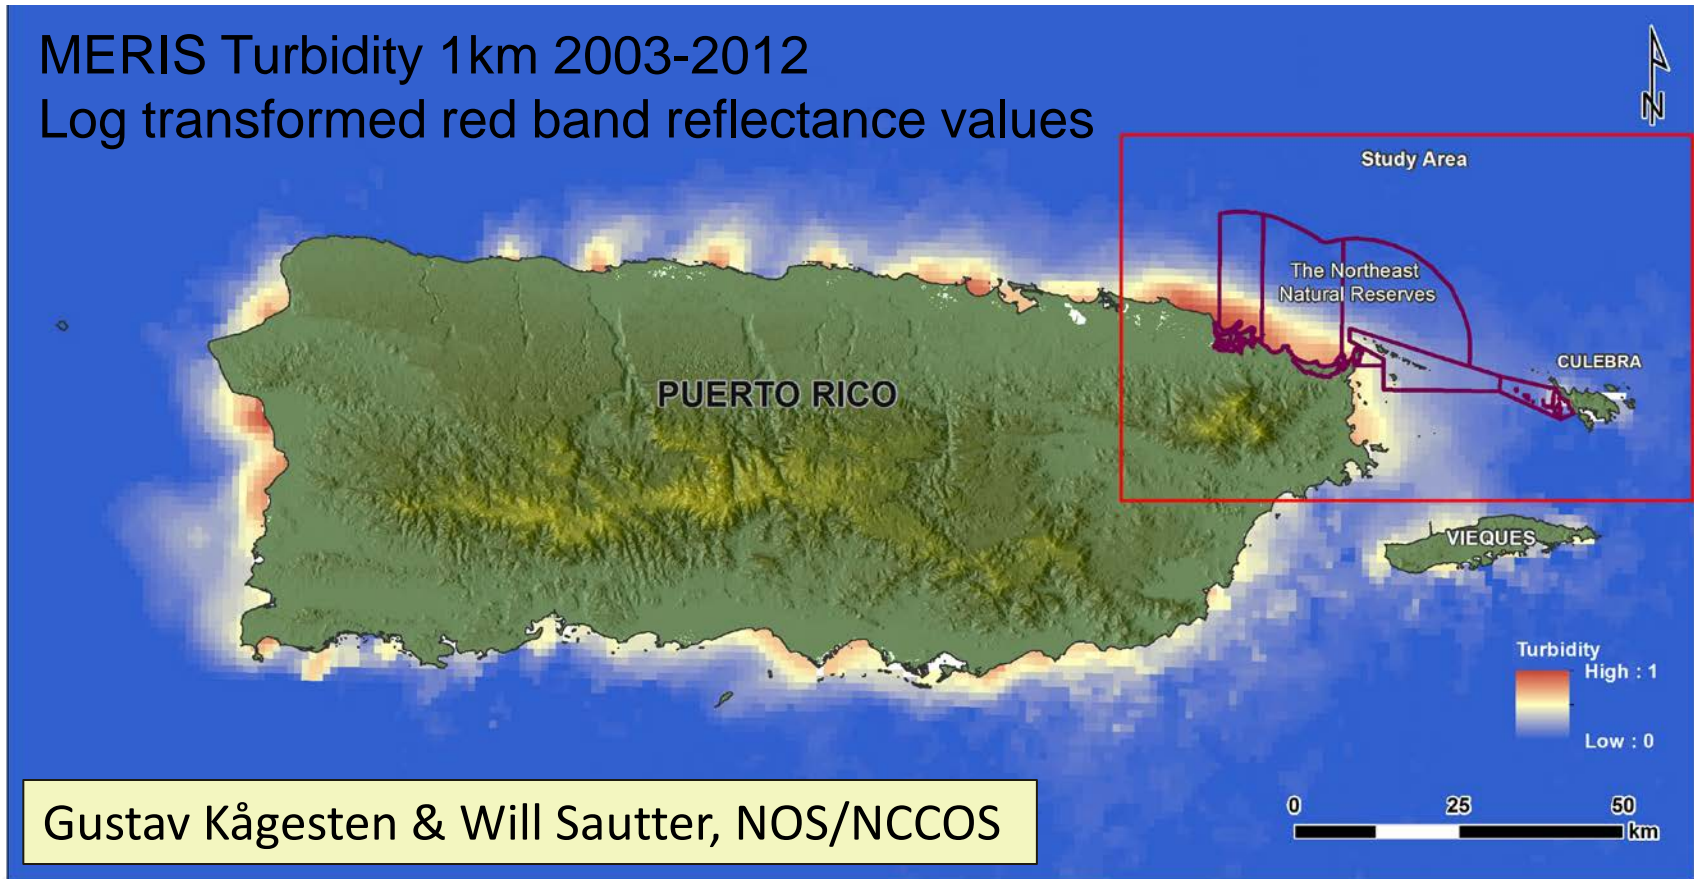 MERIS Turbidity 1km 2003-2012
Log transformed red band reflectance values
N
Study Area
The Northeast
Natural Reserves
CULEBRA
PUERTO RICO
VIEQUES
Turbidity
High : 1
Low : 0
0 25 50
km
Gustav Kågesten & Will Sautter, NOS/NCCOS